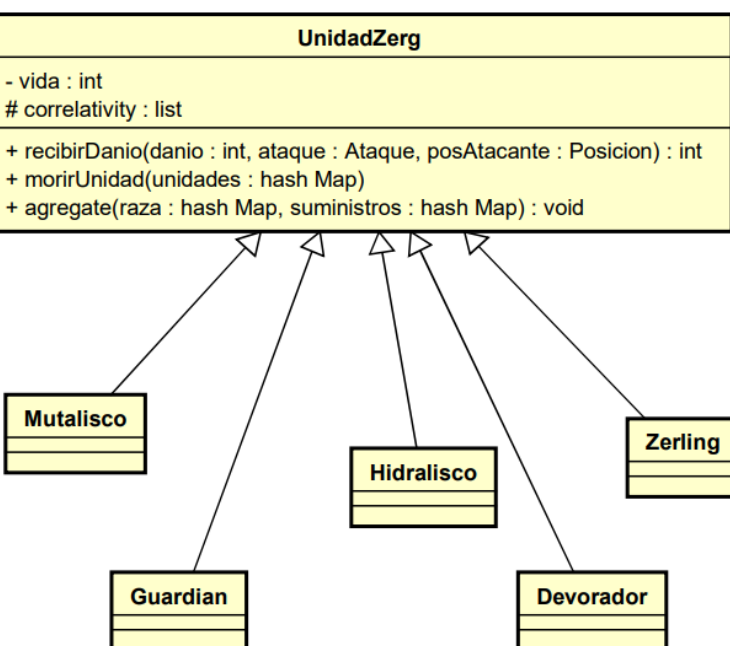 UnidadZerg
- vida : int
# correlativity : list
+ recibirDanio(danio : int, ataque : Ataque, posAtacante : Posicion) : int
+ morirUnidad(unidades : hash Map)
+ agregate(raza : hash Map, suministros : hash Map) : void
Mutalisco
Zerling
Hidralisco
Guardian
Devorador